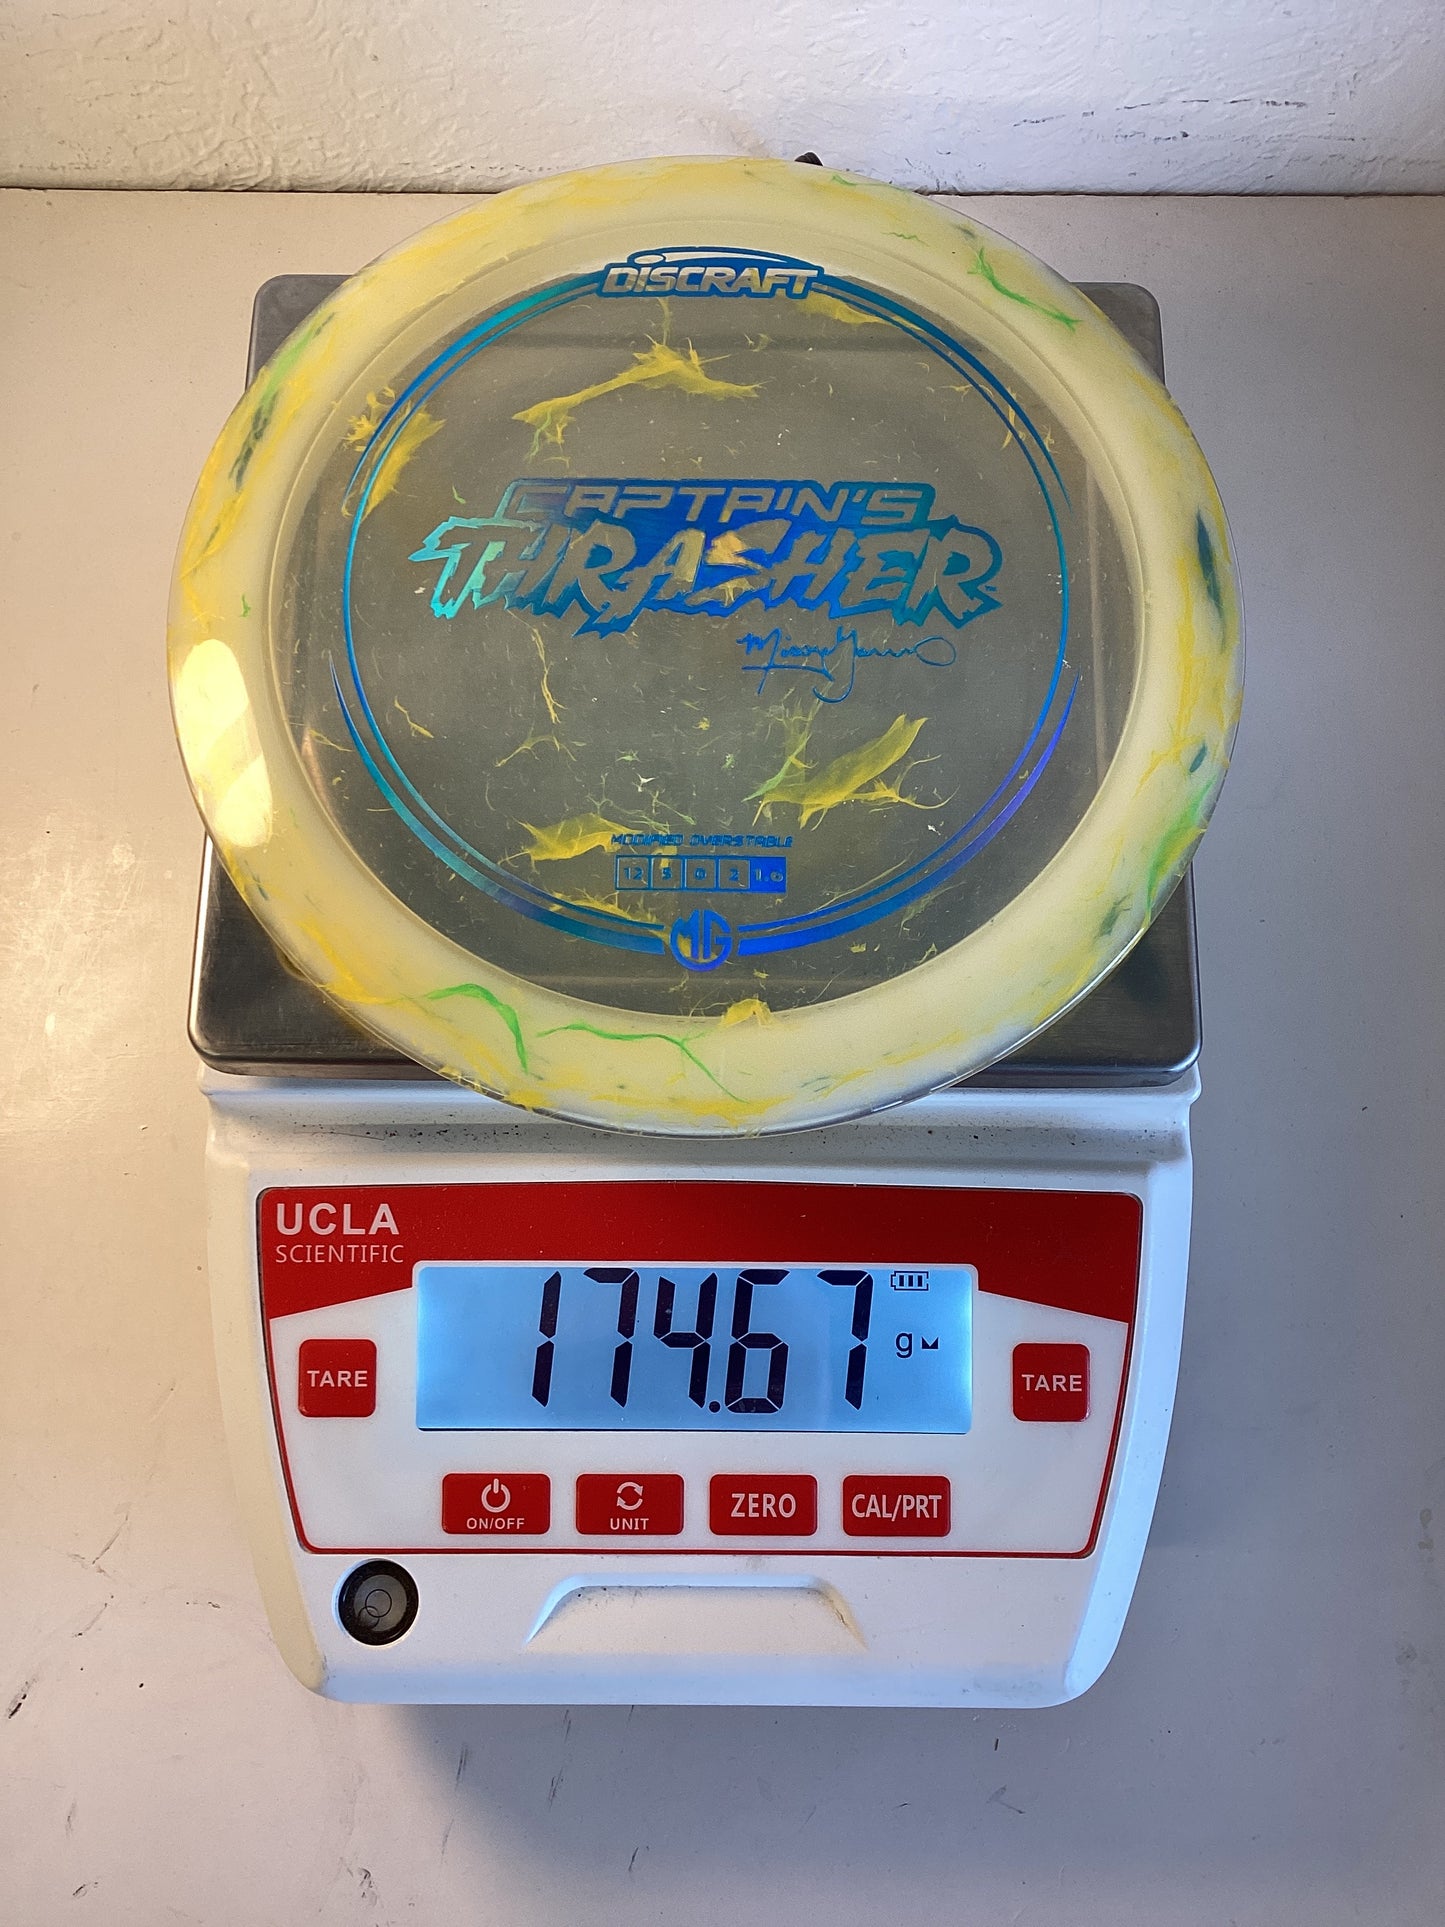 DISCRAFT
CAPTAIN'S
THRASHER
MODIFIED OVERSTABLE
12 5 0 2 1.6
MG
UCLA
SCIENTIFIC
174.67
g
TARE
TARE
ON/OFF
UNIT
ZERO
CAL/PRT